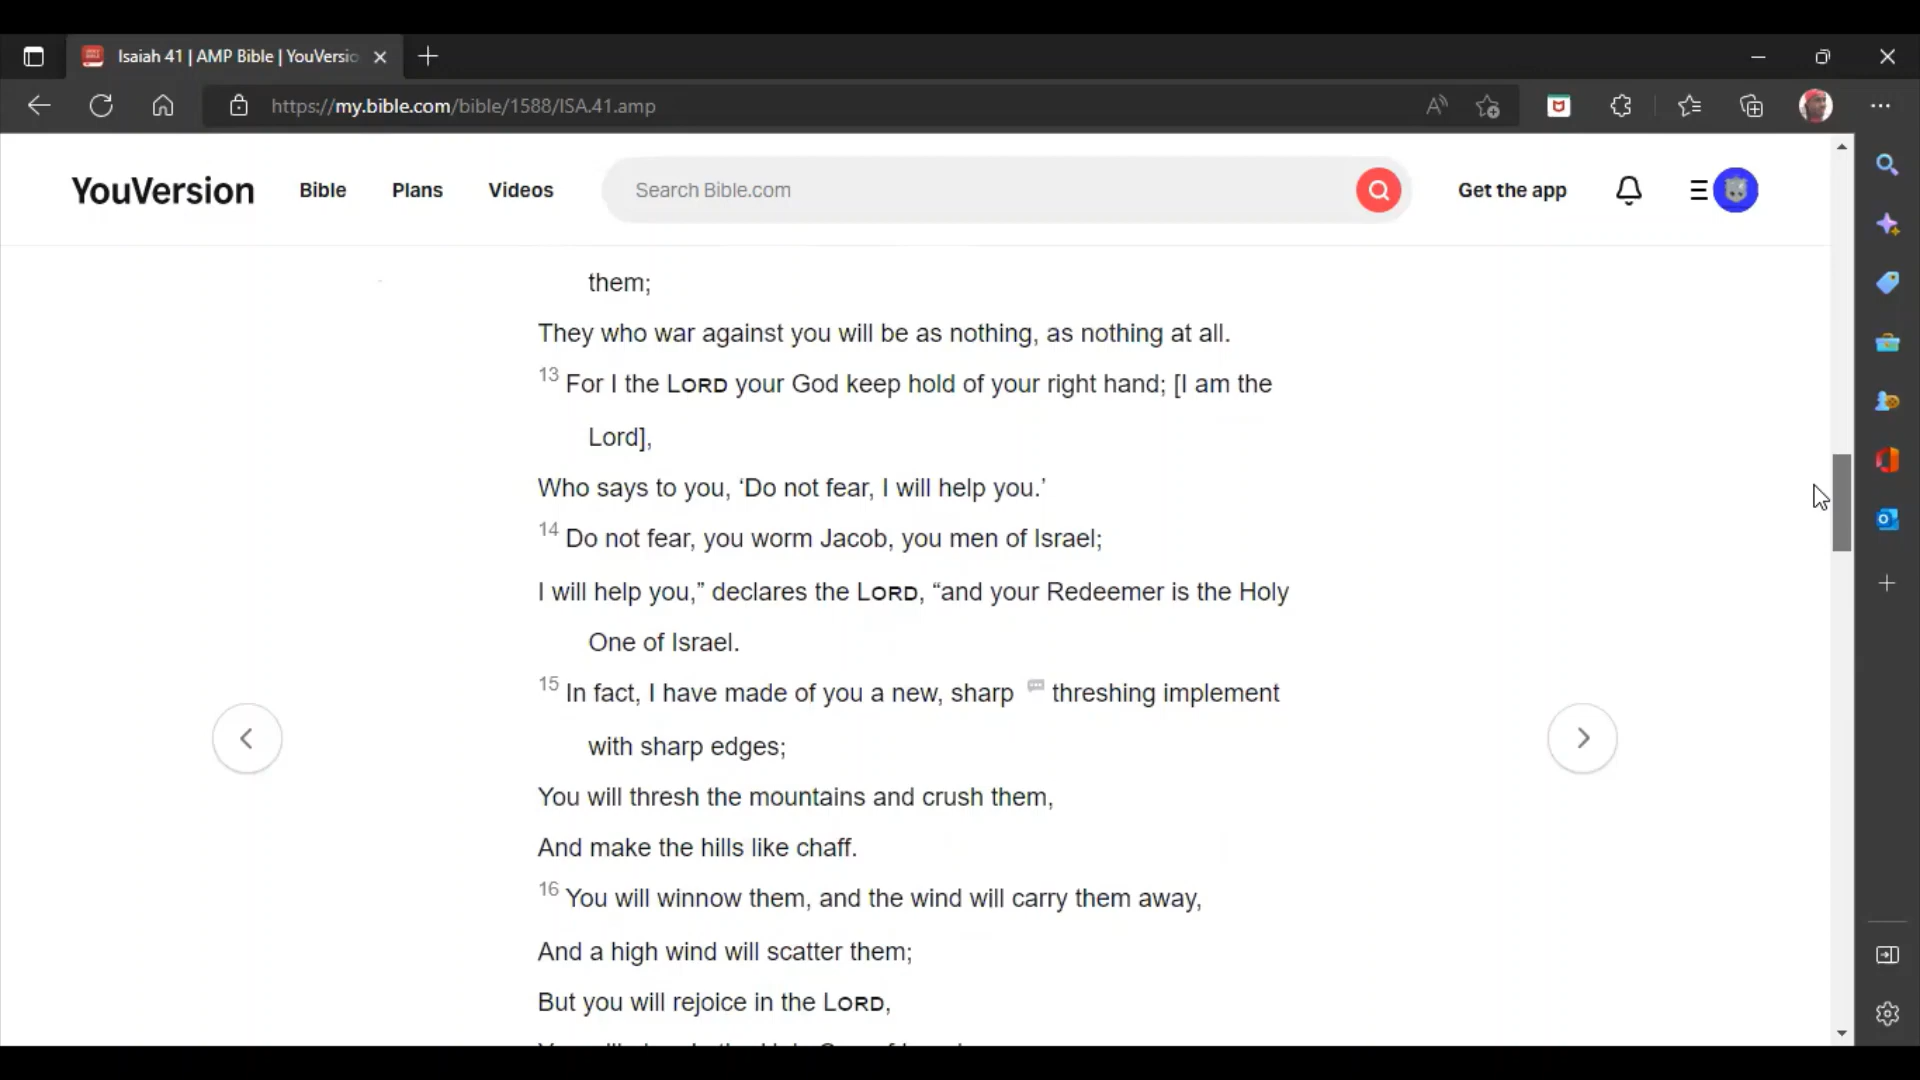 Isaiah 41 | AMP Bible | YouVersio
https://my.bible.com/bible/1588/ISA.41.amp
YouVersion Bible Plans Videos Search Bible.com Get the app
them;
They who war against you will be as nothing, as nothing at all.
13 For I the LORD your God keep hold of your right hand; [I am the
Lord],
Who says to you, ‘Do not fear, I will help you.’
14 Do not fear, you worm Jacob, you men of Israel;
I will help you,” declares the LORD, “and your Redeemer is the Holy
One of Israel.
15 In fact, I have made of you a new, sharp threshing implement
with sharp edges;
You will thresh the mountains and crush them,
And make the hills like chaff.
16 You will winnow them, and the wind will carry them away,
And a high wind will scatter them;
But you will rejoice in the LORD,